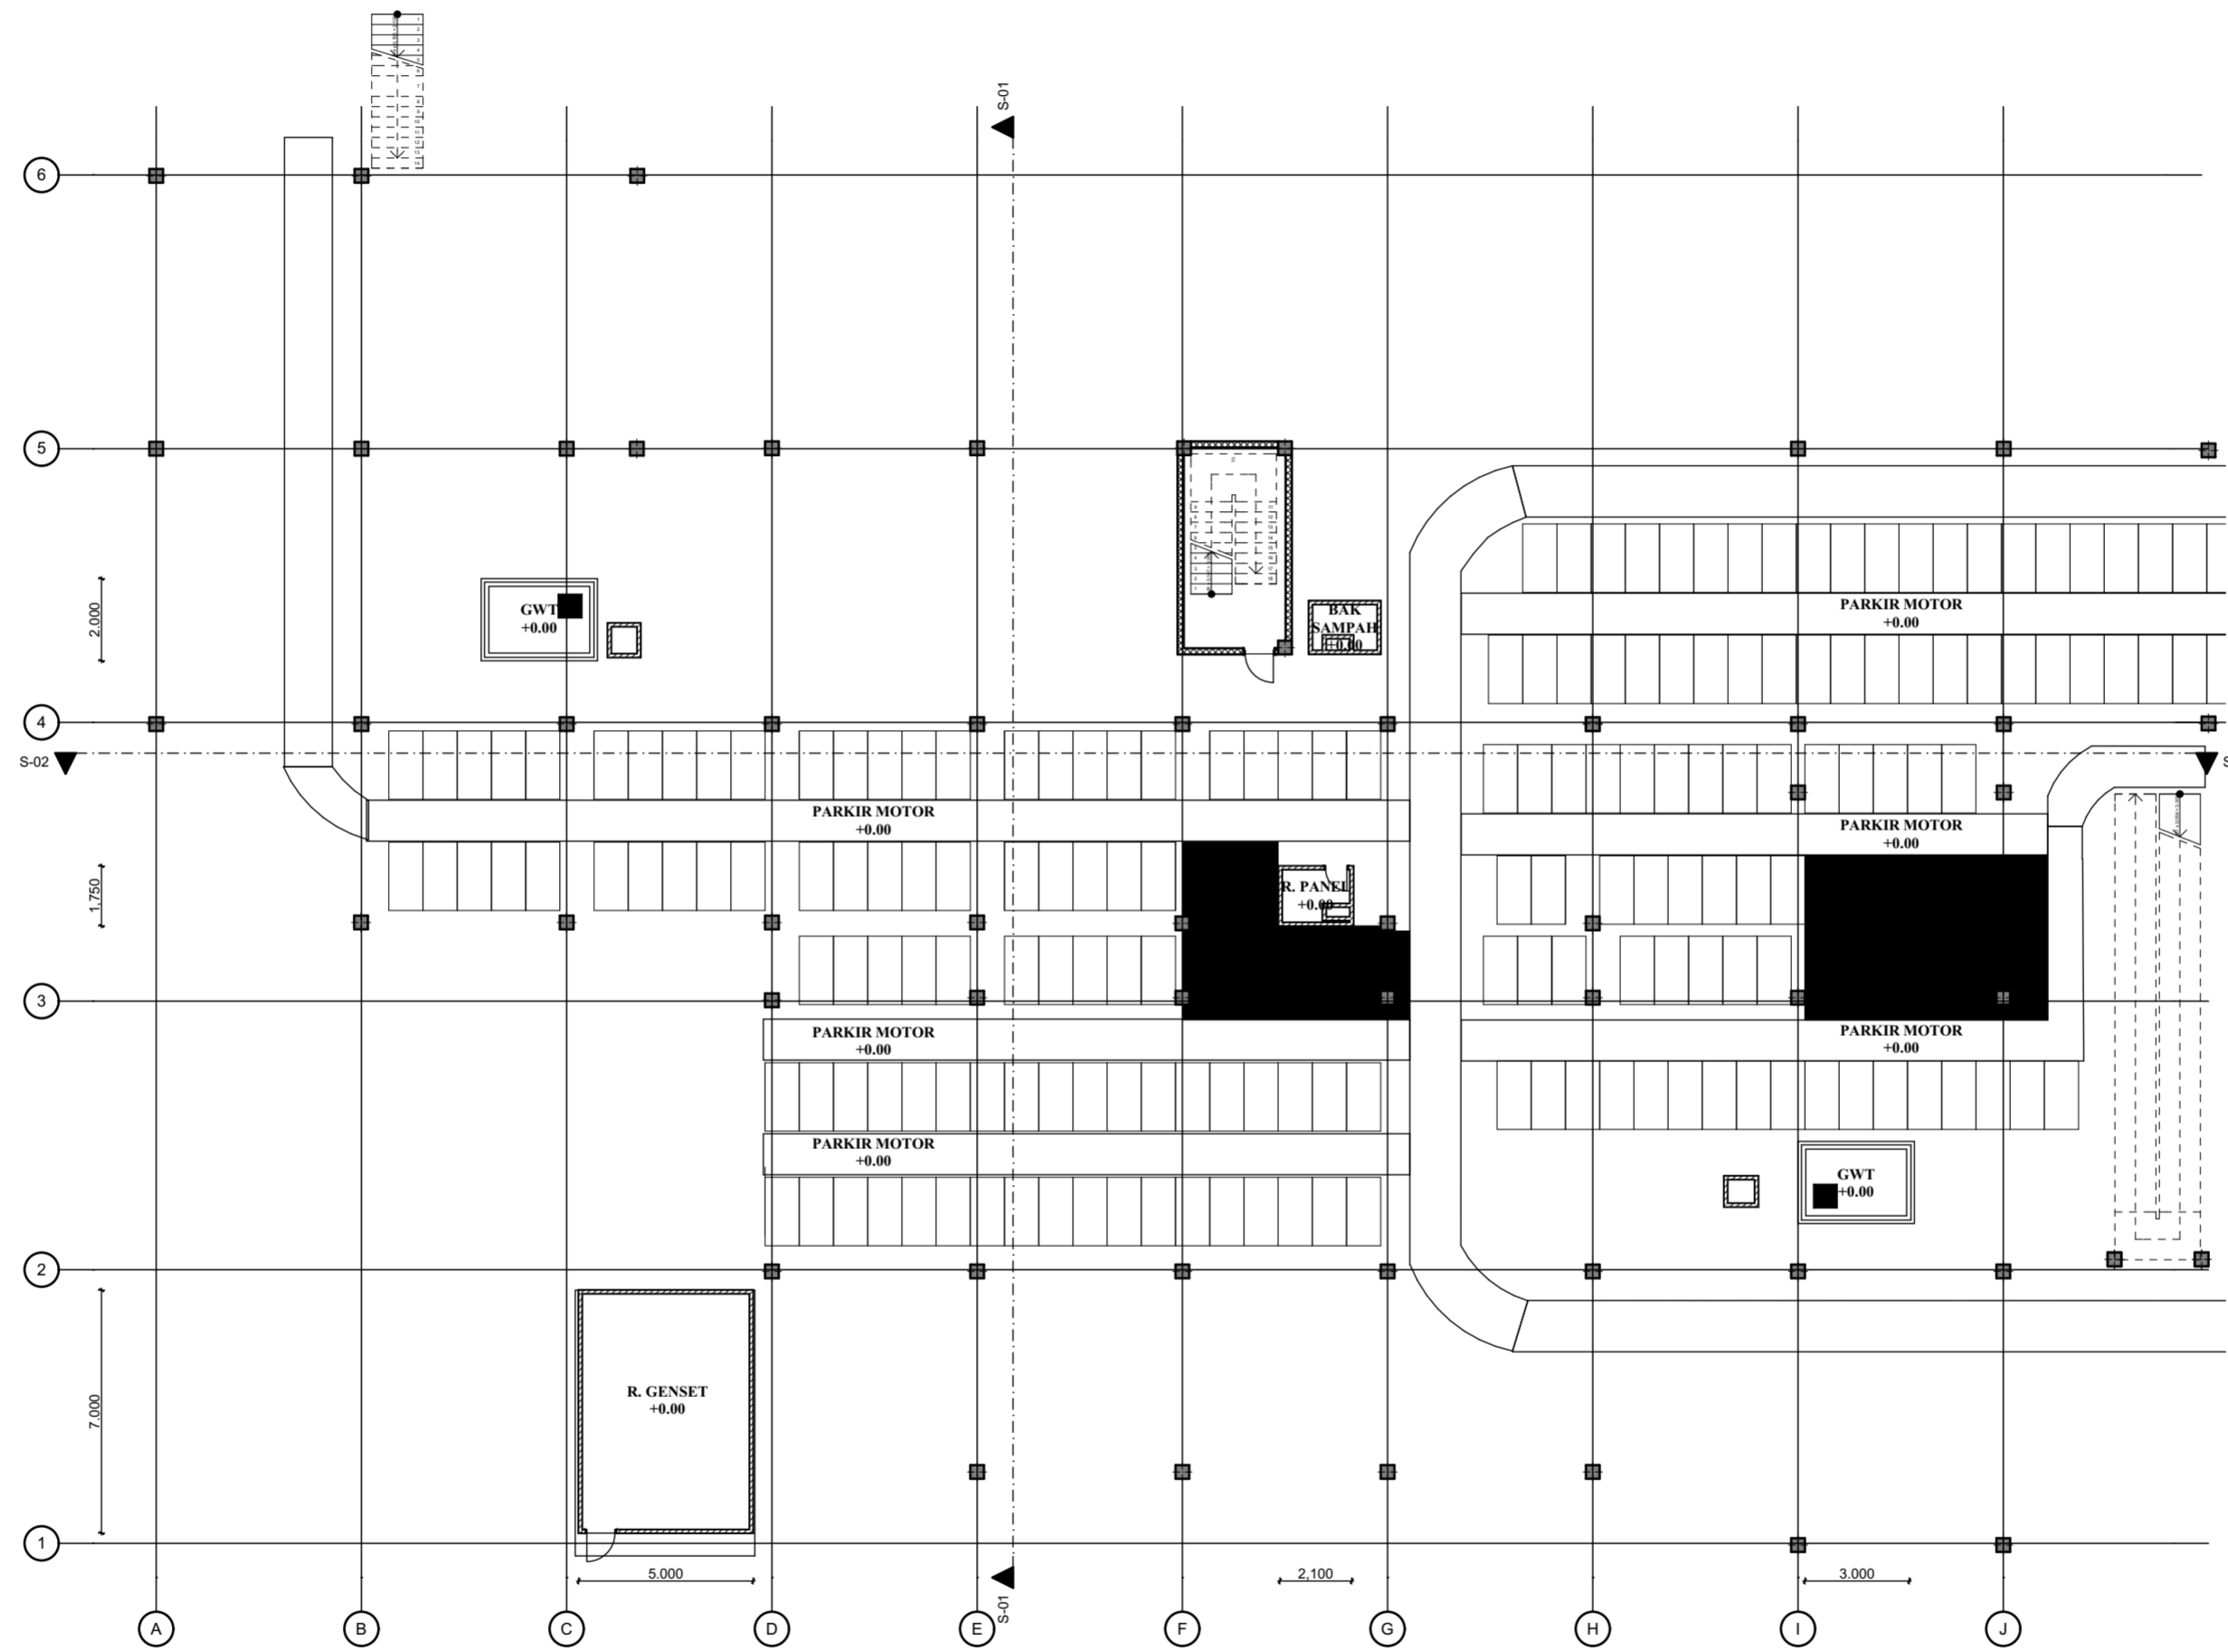 S-01
6
5
GWT
+0.00
2.000
BAK
SAMPAH
+0.00
PARKIR MOTOR
+0.00
4
S-02
S
PARKIR MOTOR
+0.00
PARKIR MOTOR
+0.00
1,750
R. PANEL
+0.00
3
PARKIR MOTOR
+0.00
PARKIR MOTOR
+0.00
PARKIR MOTOR
+0.00
GWT
+0.00
2
R. GENSET
+0.00
7.000
1
5.000
2,100
3.000
S-01
A
B
C
D
E
F
G
H
I
J